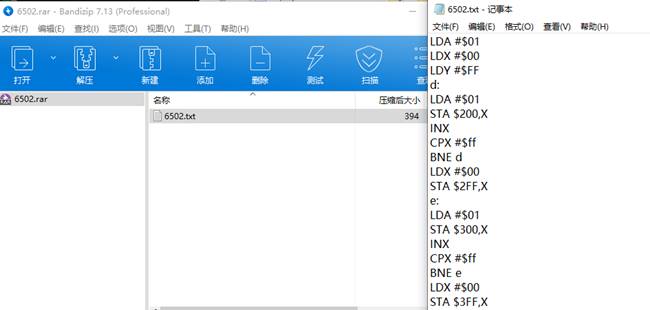 6502.rar - Bandizip 7.13 (Professional)
文件(F) 编辑(E) 查找(I) 选项(O) 视图(V) 工具(T) 帮助(H)
打开 解压 新建 添加 删除 测试 扫描
6502.rar
名称 压缩后大小
6502.txt 394
6502.txt - 记事本
文件(F) 编辑(E) 格式(O) 查看(V) 帮助(H)
LDA #$01
LDX #$00
LDY #$FF
d:
LDA #$01
STA $200,X
INX
CPX #$ff
BNE d
LDX #$00
STA $2FF,X
e:
LDA #$01
STA $300,X
INX
CPX #$ff
BNE e
LDX #$00
STA $3FF,X